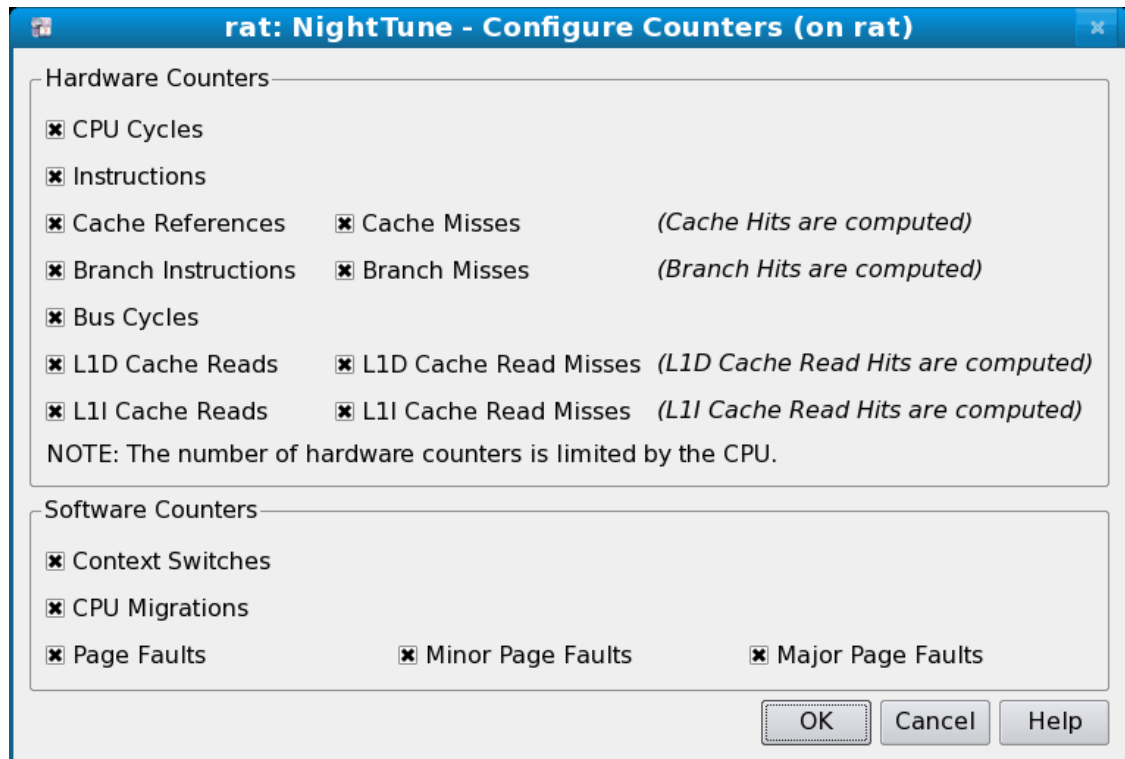 rat: NightTune - Configure Counters (on rat)
Hardware Counters
CPU Cycles
Instructions
Cache References Cache Misses (Cache Hits are computed)
Branch Instructions Branch Misses (Branch Hits are computed)
Bus Cycles
L1D Cache Reads L1D Cache Read Misses (L1D Cache Read Hits are computed)
L1I Cache Reads L1I Cache Read Misses (L1I Cache Read Hits are computed)
NOTE: The number of hardware counters is limited by the CPU.
Software Counters
Context Switches
CPU Migrations
Page Faults Minor Page Faults Major Page Faults
OK Cancel Help